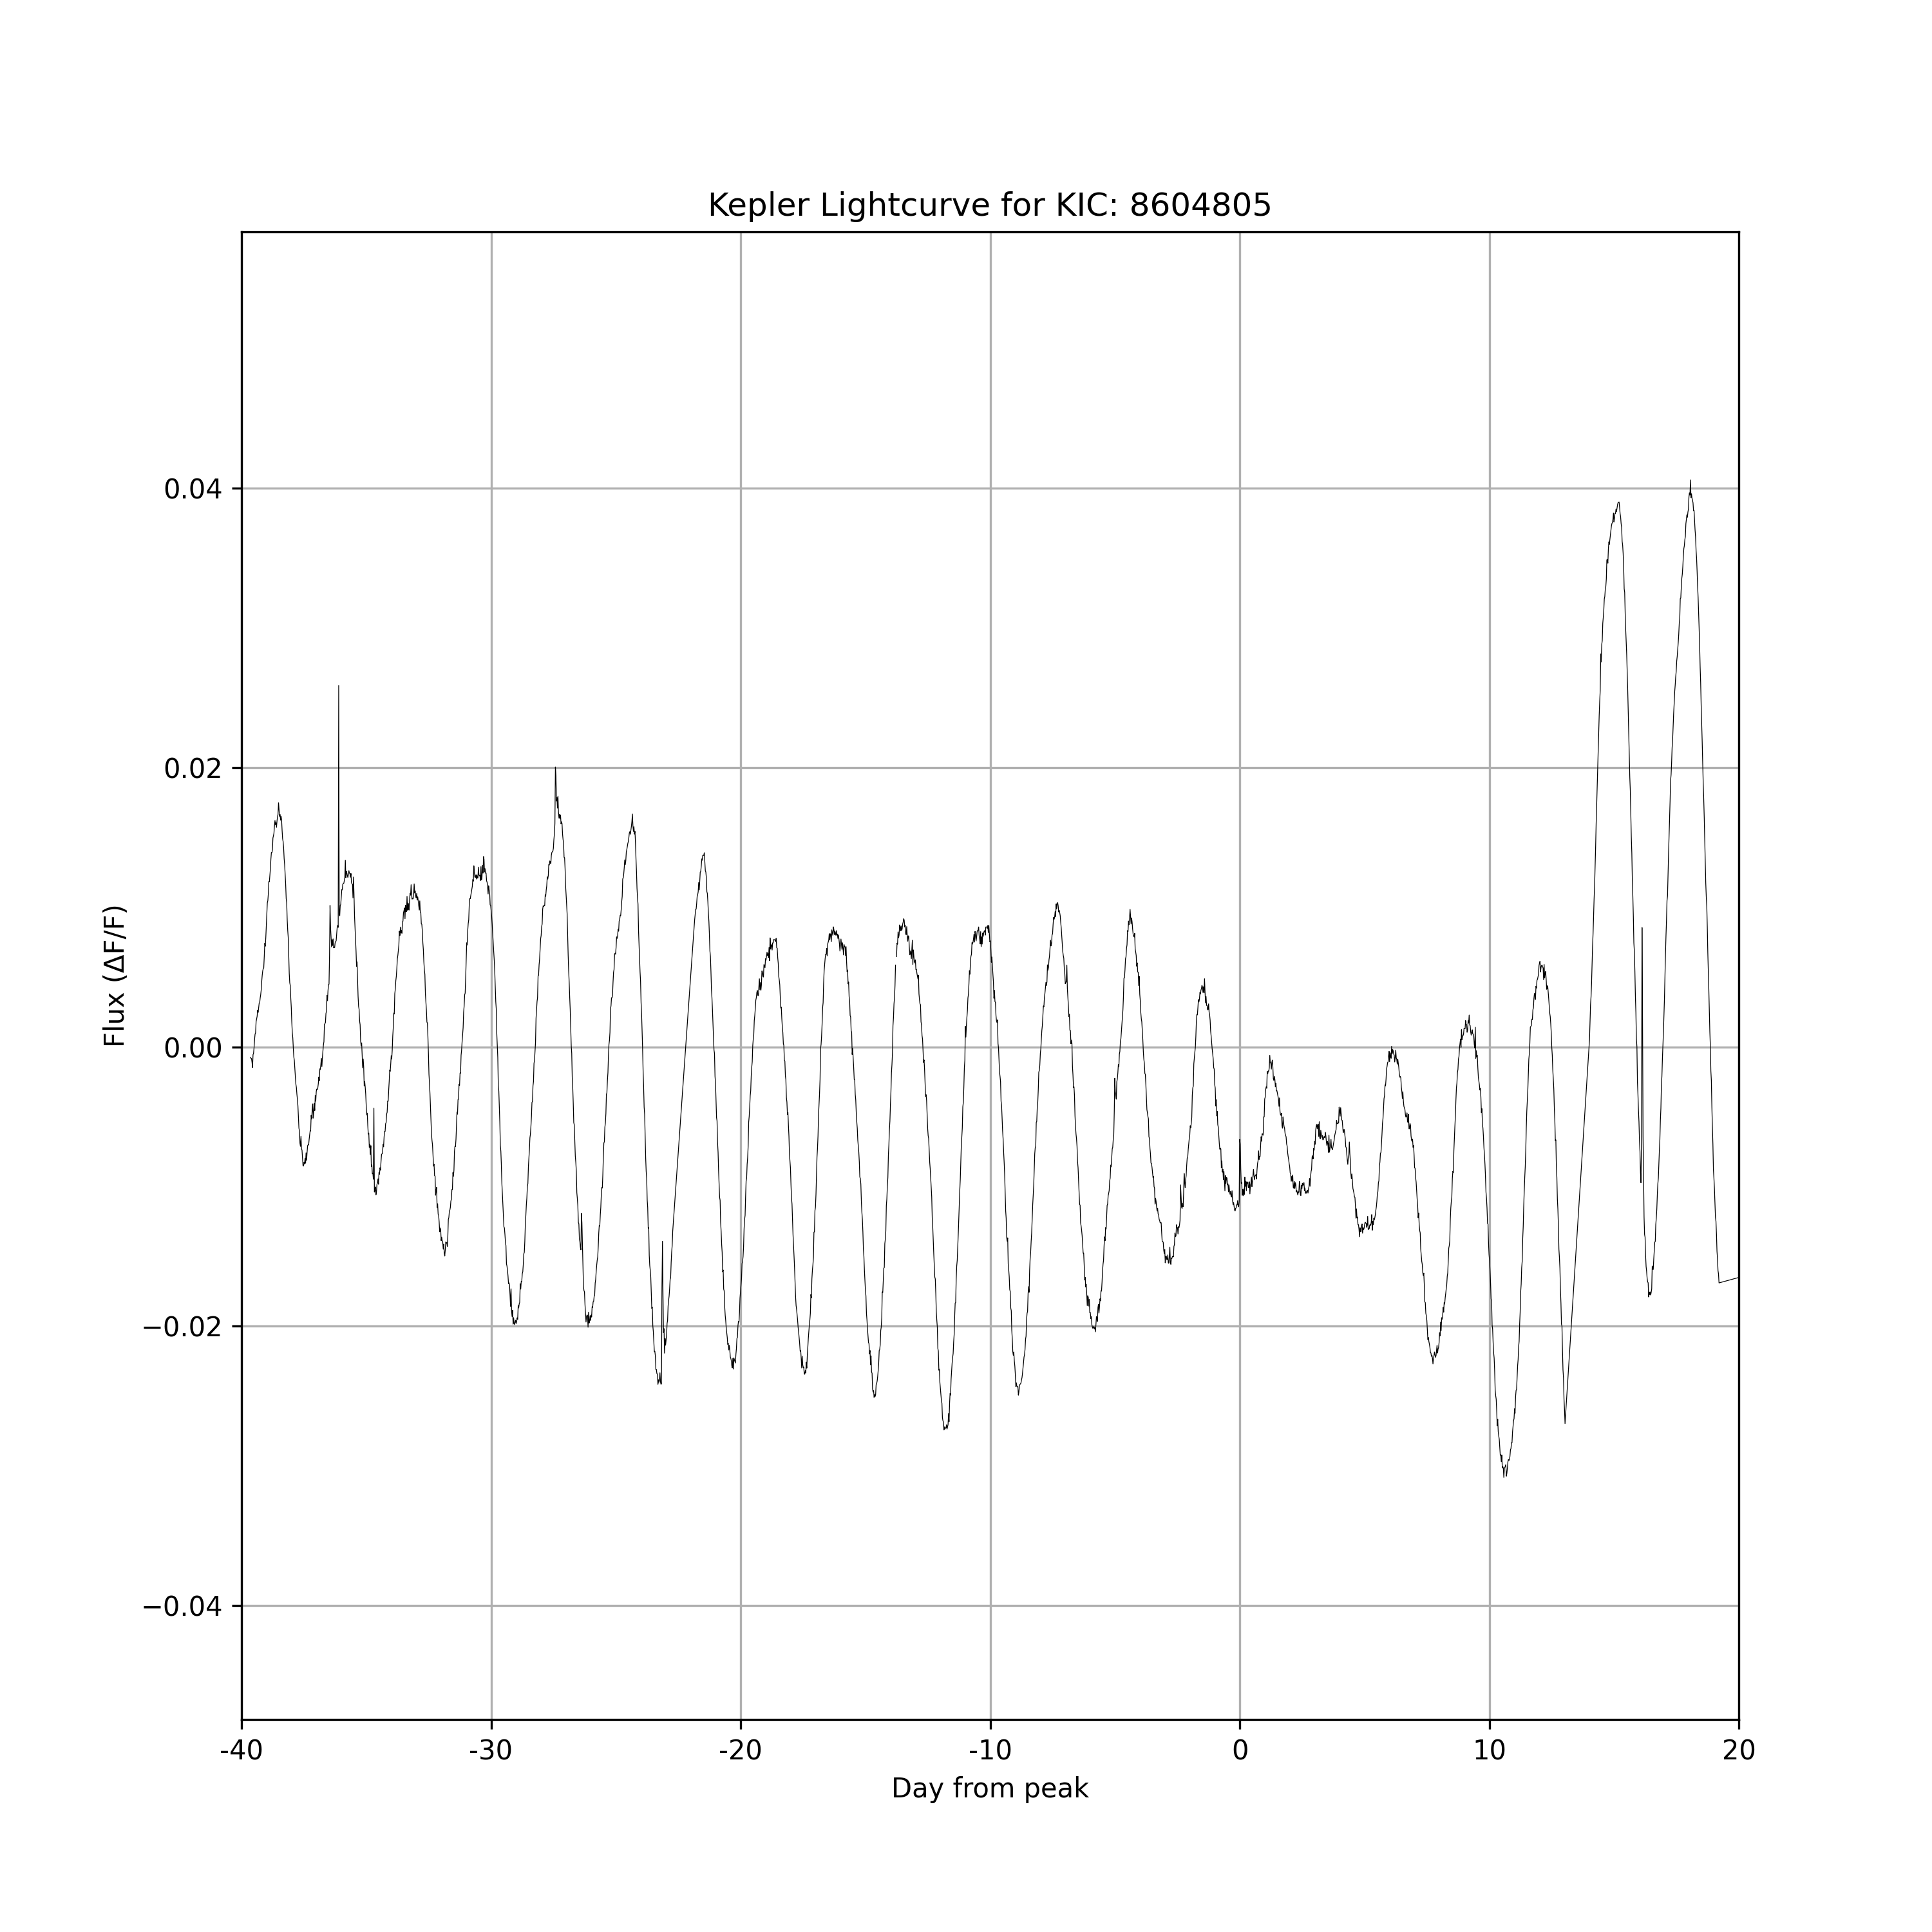 Kepler Lightcurve for KIC: 8604805
Flux (ΔF/F)
0.04
0.02
0.00
−0.02
−0.04
-40 -30 -20 -10 0 10 20
Day from peak